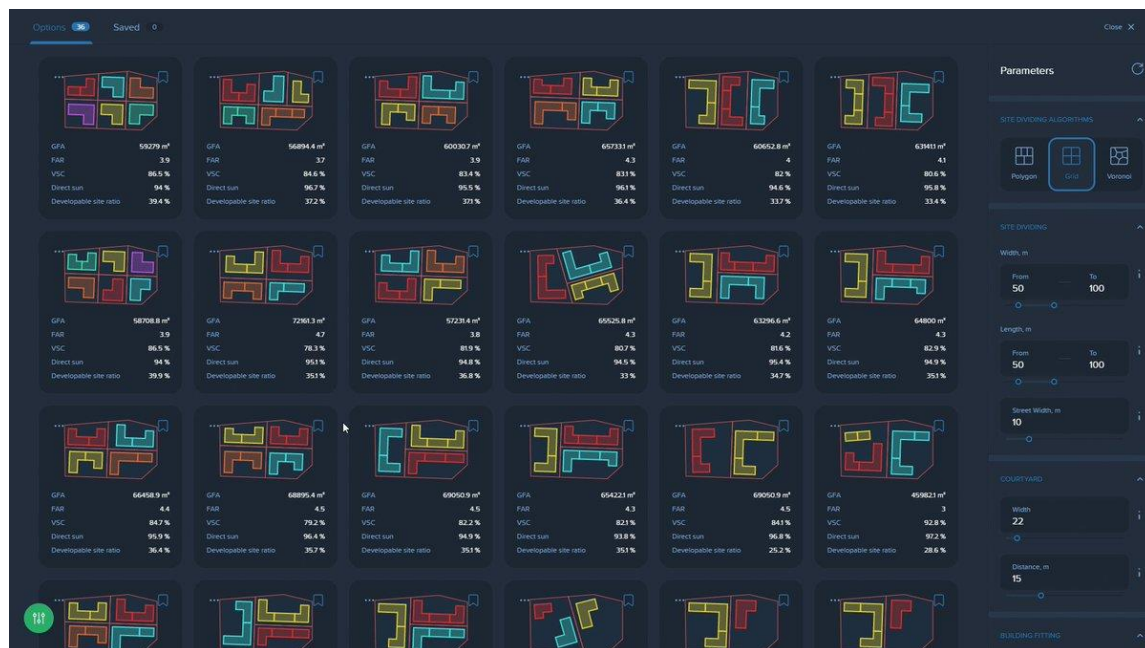 Options 36 Saved 0 Close X
Parameters
SITE DIVIDING ALGORITHMS
Polygon Grid Voronoi
SITE DIVIDING
Width, m
From To
50 100
Length, m
From To
50 100
Street Width, m
10
COURTYARD
Width
22
Distance, m
15
BUILDING FITTING
GFA 59279 m²
FAR 3.9
VSC 86.5 %
Direct sun 94 %
Developable site ratio 39.4 %
GFA 56894.4 m²
FAR 3.7
VSC 84.6 %
Direct sun 96.7 %
Developable site ratio 37.2 %
GFA 60030.7 m²
FAR 3.9
VSC 83.4 %
Direct sun 95.5 %
Developable site ratio 37.1 %
GFA 65733.1 m²
FAR 4.3
VSC 83.1 %
Direct sun 96.1 %
Developable site ratio 36.4 %
GFA 60652.8 m²
FAR 4
VSC 82 %
Direct sun 94.6 %
Developable site ratio 33.7 %
GFA 63141.1 m²
FAR 4.1
VSC 80.6 %
Direct sun 95.8 %
Developable site ratio 33.4 %
GFA 58708.8 m²
FAR 3.9
VSC 86.5 %
Direct sun 94 %
Developable site ratio 39.9 %
GFA 72161.3 m²
FAR 4.7
VSC 78.3 %
Direct sun 95.1 %
Developable site ratio 35.1 %
GFA 57231.4 m²
FAR 3.8
VSC 81.9 %
Direct sun 94.8 %
Developable site ratio 36.8 %
GFA 65525.8 m²
FAR 4.3
VSC 80.7 %
Direct sun 94.5 %
Developable site ratio 33 %
GFA 63296.6 m²
FAR 4.2
VSC 81.6 %
Direct sun 95.4 %
Developable site ratio 34.7 %
GFA 64800 m²
FAR 4.3
VSC 82.9 %
Direct sun 94.9 %
Developable site ratio 35.1 %
GFA 66458.9 m²
FAR 4.4
VSC 84.7 %
Direct sun 95.9 %
Developable site ratio 36.4 %
GFA 68895.4 m²
FAR 4.5
VSC 79.2 %
Direct sun 96.4 %
Developable site ratio 35.7 %
GFA 69050.9 m²
FAR 4.5
VSC 82.2 %
Direct sun 94.9 %
Developable site ratio 35.1 %
GFA 65422.1 m²
FAR 4.3
VSC 82.1 %
Direct sun 93.8 %
Developable site ratio 35.1 %
GFA 69050.9 m²
FAR 4.5
VSC 84.1 %
Direct sun 96.8 %
Developable site ratio 25.2 %
GFA 45982.1 m²
FAR 3
VSC 92.8 %
Direct sun 97.2 %
Developable site ratio 28.6 %